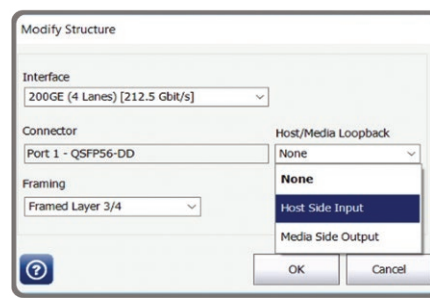 Modify Structure
Interface
200GE (4 Lanes) [212.5 Gbit/s]
Connector
Host/Media Loopback
Port 1 - QSFP56-DD
None
Framing
None
Framed Layer 3/4
Host Side Input
Media Side Output
?
OK
Cancel